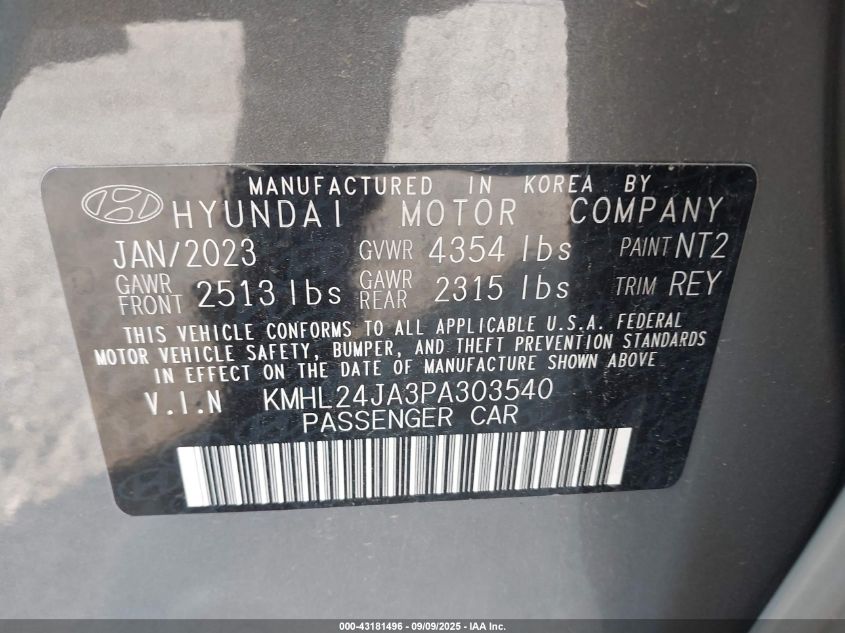 MANUFACTURED IN KOREA BY
HYUNDAI MOTOR COMPANY
JAN/2023 GVWR 4354 lbs PAINT NT2
GAWR FRONT 2513 lbs GAWR REAR 2315 lbs TRIM REY
THIS VEHICLE CONFORMS TO ALL APPLICABLE U.S.A. FEDERAL
MOTOR VEHICLE SAFETY, BUMPER, AND THEFT PREVENTION STANDARDS
IN EFFECT ON THE DATE OF MANUFACTURE SHOWN ABOVE
V.I.N KMHL24JA3PA303540
PASSENGER CAR
000-43181496 - 09/09/2025 - IAA Inc.